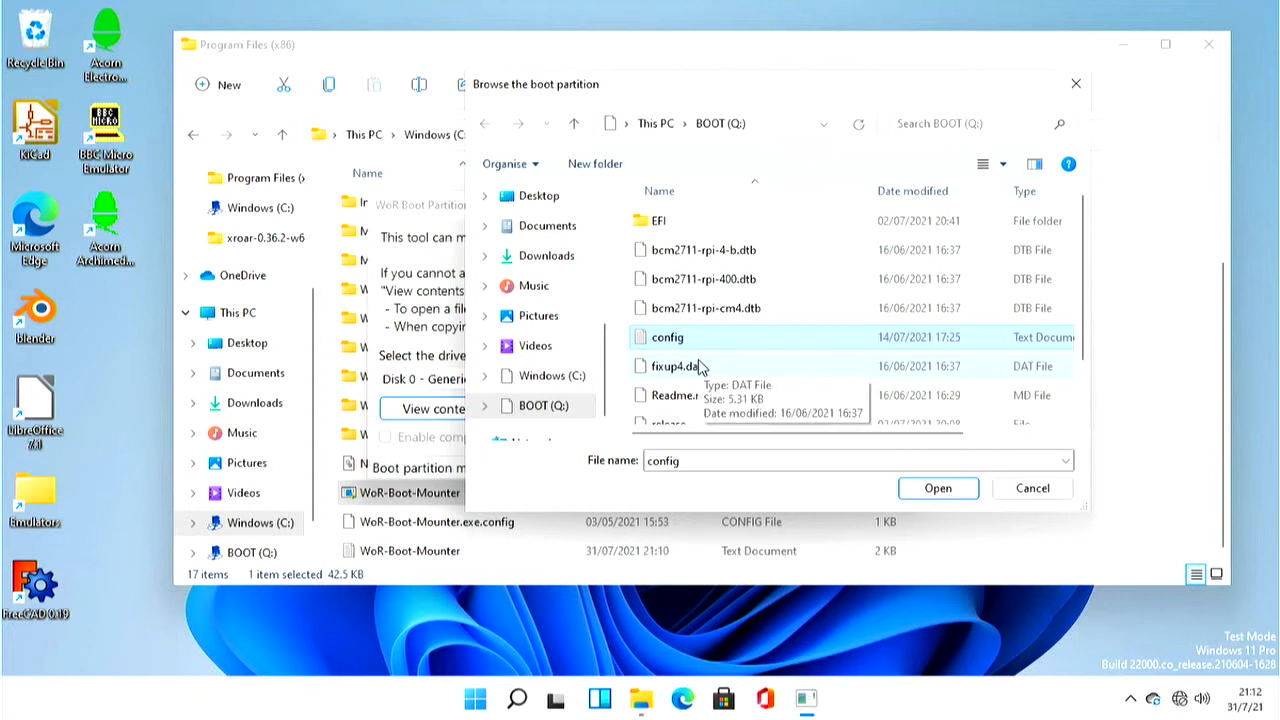 Recycle Bin
Acorn Electro...
KiCad
BBC MICRO
BBC Micro Emulator
Microsoft Edge
Acorn Archimed...
Blender
LibreOffice 7.1
Emulators
FreeCAD 0.19
Program Files (x86)
New
This PC
Windows (C:
Name
Program Files (x
Windows (C:)
xroar-0.36.2-w6
OneDrive
This PC
Desktop
Documents
Downloads
Music
Pictures
Videos
Windows (C:)
BOOT (Q:)
WoR Boot Partition
This tool can m
If you cannot a
"View contents
- To open a file
- When copying
Select the drive
Disk 0 - Generic
View conte
Enable comp
Boot partition m
WoR-Boot-Mounter
WoR-Boot-Mounter.exe.config 03/05/2021 15:53 CONFIG File 1 KB
WoR-Boot-Mounter 31/07/2021 21:10 Text Document 2 KB
17 items 1 item selected 42.5 KB
Browse the boot partition
This PC BOOT (Q:)
Search BOOT (Q:)
Organise New folder
Desktop
Documents
Downloads
Music
Pictures
Videos
Windows (C:)
BOOT (Q:)
Name Date modified Type
EFI 02/07/2021 20:41 File folder
bcm2711-rpi-4-b.dtb 16/06/2021 16:37 DTB File
bcm2711-rpi-400.dtb 16/06/2021 16:37 DTB File
bcm2711-rpi-cm4.dtb 16/06/2021 16:37 DTB File
config 14/07/2021 17:25 Text Docum
fixup4.da 16/06/2021 16:37 DAT File
Readme.m 16/06/2021 16:29 MD File
Type: DAT File
Size: 5.31 KB
Date modified: 16/06/2021 16:37
File name: config
Open Cancel
Test Mode
Windows 11 Pro
Build 22000.co_release.210604-1628
21:12
31/7/21